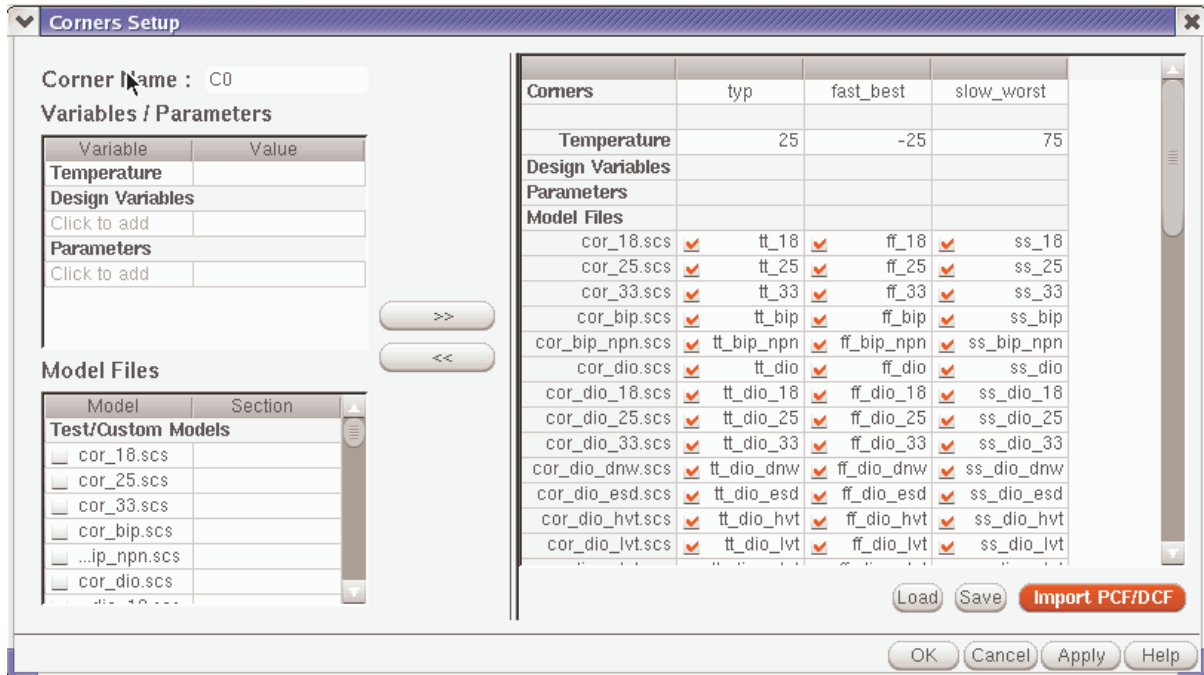 Corners Setup
Corner Name : C0
Variables / Parameters
Variable Value
Temperature
Design Variables
Click to add
Parameters
Click to add
Model Files
Model Section
Test/Custom Models
cor_18.scs
cor_25.scs
cor_33.scs
cor_bip.scs
...ip_npn.scs
cor_dio.scs
>>
<<
Corners typ fast_best slow_worst
Temperature 25 -25 75
Design Variables
Parameters
Model Files
cor_18.scs tt_18 ff_18 ss_18
cor_25.scs tt_25 ff_25 ss_25
cor_33.scs tt_33 ff_33 ss_33
cor_bip.scs tt_bip ff_bip ss_bip
cor_bip_npn.scs tt_bip_npn ff_bip_npn ss_bip_npn
cor_dio.scs tt_dio ff_dio ss_dio
cor_dio_18.scs tt_dio_18 ff_dio_18 ss_dio_18
cor_dio_25.scs tt_dio_25 ff_dio_25 ss_dio_25
cor_dio_33.scs tt_dio_33 ff_dio_33 ss_dio_33
cor_dio_dnw.scs tt_dio_dnw ff_dio_dnw ss_dio_dnw
cor_dio_esd.scs tt_dio_esd ff_dio_esd ss_dio_esd
cor_dio_hvt.scs tt_dio_hvt ff_dio_hvt ss_dio_hvt
cor_dio_lvt.scs tt_dio_lvt ff_dio_lvt ss_dio_lvt
Load Save Import PCF/DCF
OK Cancel Apply Help